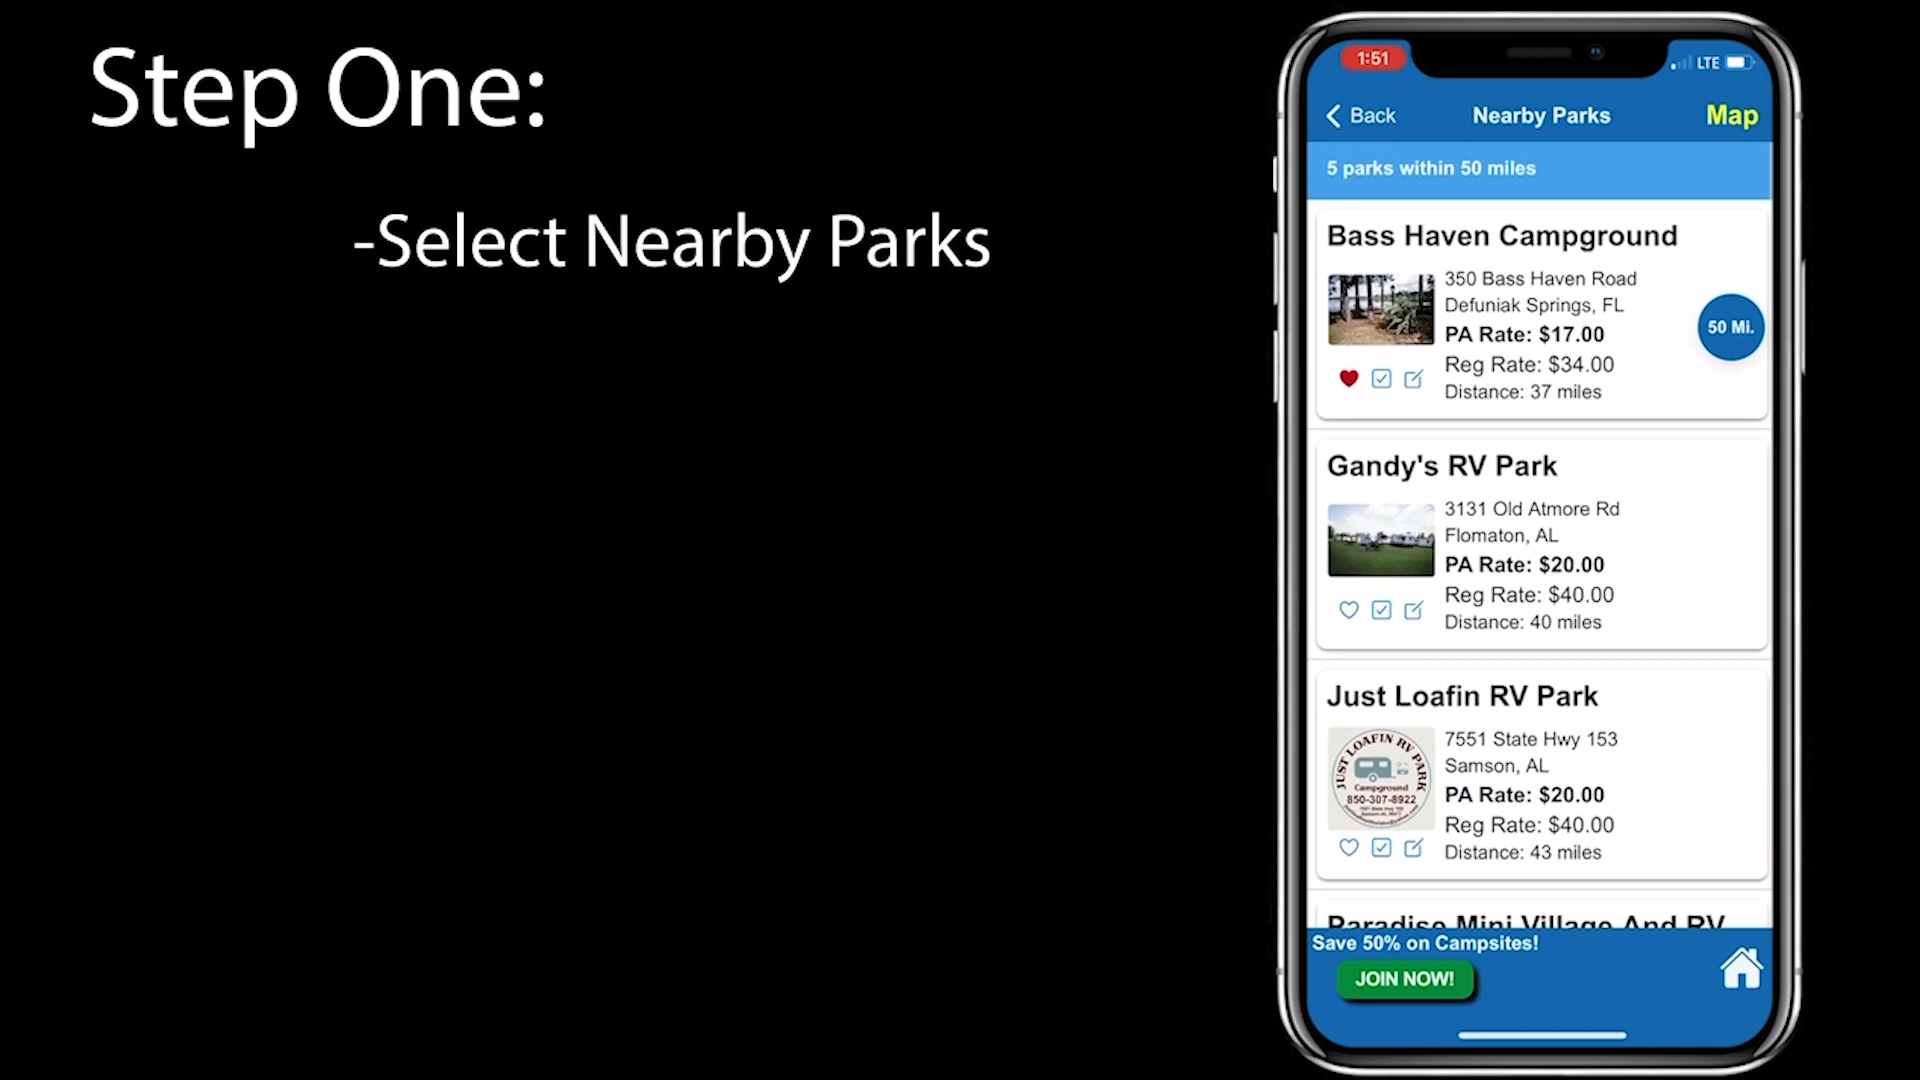 Step One:
-Select Nearby Parks
1:51
LTE
Back
Nearby Parks
Map
5 parks within 50 miles
Bass Haven Campground
350 Bass Haven Road
Defuniak Springs, FL
PA Rate: $17.00
Reg Rate: $34.00
Distance: 37 miles
50 Mi.
Gandy's RV Park
3131 Old Atmore Rd
Flomaton, AL
PA Rate: $20.00
Reg Rate: $40.00
Distance: 40 miles
Just Loafin RV Park
JUST LOAFIN RV PARK
Campground
850-307-8922
7551 State Hwy 153
Samson, AL
PA Rate: $20.00
Reg Rate: $40.00
Distance: 43 miles
Paradise Mini Village And RV
Save 50% on Campsites!
JOIN NOW!